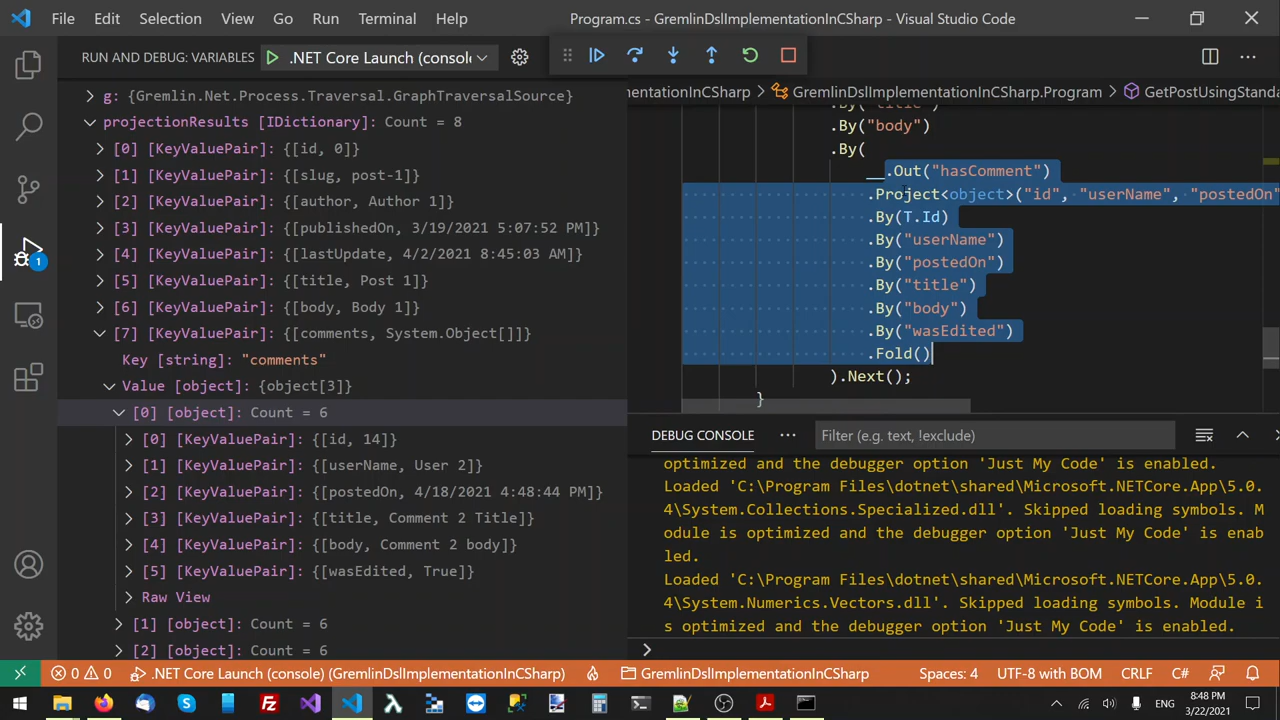 File Edit Selection View Go Run Terminal Help Program.cs - GremlinDslImplementationInCSharp - Visual Studio Code
RUN AND DEBUG: VARIABLES .NET Core Launch (consol
g: {Gremlin.Net.Process.Traversal.GraphTraversalSource}
projectionResults [IDictionary]: Count = 8
[0] [KeyValuePair]: {[id, 0]}
[1] [KeyValuePair]: {[slug, post-1]}
[2] [KeyValuePair]: {[author, Author 1]}
[3] [KeyValuePair]: {[publishedOn, 3/19/2021 5:07:52 PM]}
[4] [KeyValuePair]: {[lastUpdate, 4/2/2021 8:45:03 AM]}
[5] [KeyValuePair]: {[title, Post 1]}
[6] [KeyValuePair]: {[body, Body 1]}
[7] [KeyValuePair]: {[comments, System.Object[]]}
Key [string]: "comments"
Value [object]: {object[3]}
[0] [object]: Count = 6
[0] [KeyValuePair]: {[id, 14]}
[1] [KeyValuePair]: {[userName, User 2]}
[2] [KeyValuePair]: {[postedOn, 4/18/2021 4:48:44 PM]}
[3] [KeyValuePair]: {[title, Comment 2 Title]}
[4] [KeyValuePair]: {[body, Comment 2 body]}
[5] [KeyValuePair]: {[wasEdited, True]}
Raw View
[1] [object]: Count = 6
[2] [object]: Count = 6
1
mentationInCSharp > GremlinDslImplementationInCSharp.Program > GetPostUsingStanda
.By("title")
.By("body")
.By(
__.Out("hasComment")
.Project<object>("id", "userName", "postedOn"
.By(T.Id)
.By("userName")
.By("postedOn")
.By("title")
.By("body")
.By("wasEdited")
.Fold()
).Next();
}
DEBUG CONSOLE Filter (e.g. text, !exclude)
optimized and the debugger option 'Just My Code' is enabled.
Loaded 'C:\Program Files\dotnet\shared\Microsoft.NETCore.App\5.0.
4\System.Collections.Specialized.dll'. Skipped loading symbols. M
odule is optimized and the debugger option 'Just My Code' is enab
led.
Loaded 'C:\Program Files\dotnet\shared\Microsoft.NETCore.App\5.0.
4\System.Numerics.Vectors.dll'. Skipped loading symbols. Module i
s optimized and the debugger option 'Just My Code' is enabled.
0 0 .NET Core Launch (console) (GremlinDslImplementationInCSharp) GremlinDslImplementationInCSharp Spaces: 4 UTF-8 with BOM CRLF C#
ENG 8:48 PM
3/22/2021